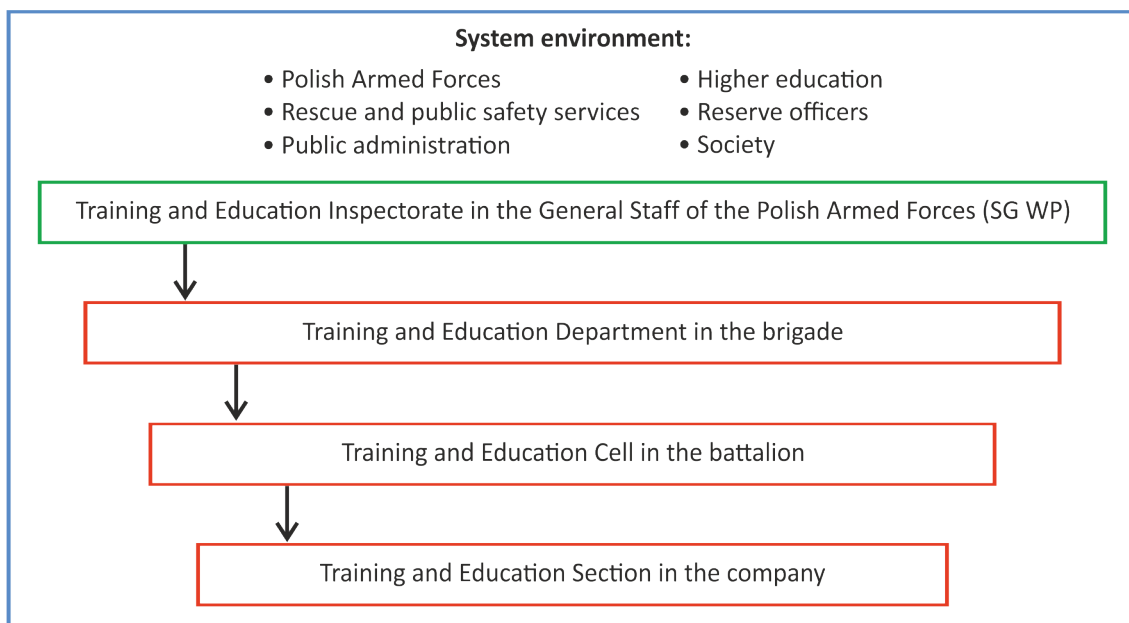 System environment:
• Polish Armed Forces
• Rescue and public safety services
• Public administration
• Higher education
• Reserve officers
• Society
Training and Education Inspectorate in the General Staff of the Polish Armed Forces (SG WP)
Training and Education Department in the brigade
Training and Education Cell in the battalion
Training and Education Section in the company